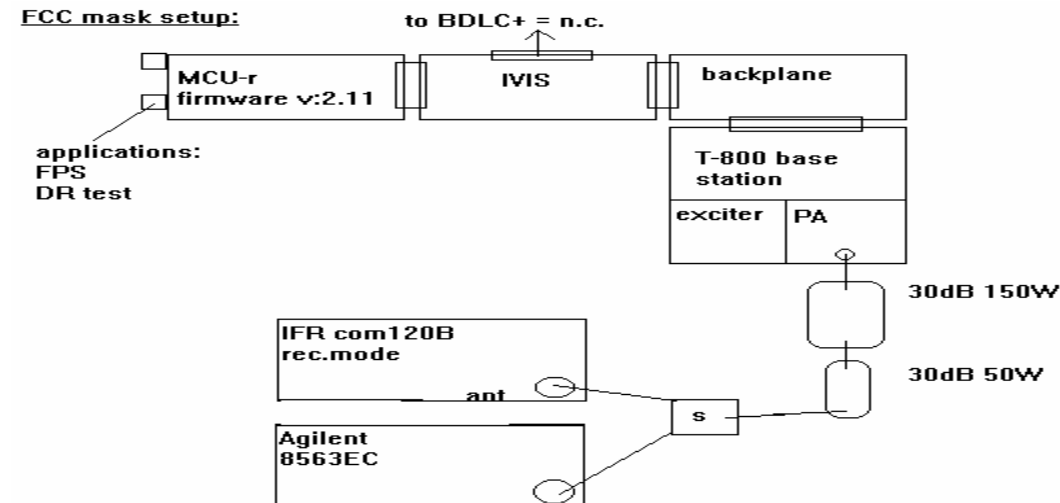 FCC mask setup:
to BDLC+ = n.c.
MCU-r
firmware v:2.11
IVIS
backplane
applications:
FPS
DR test
T-800 base
station
exciter
PA
30dB 150W
30dB 50W
IFR com120B
rec.mode
ant
s
Agilent
8563EC